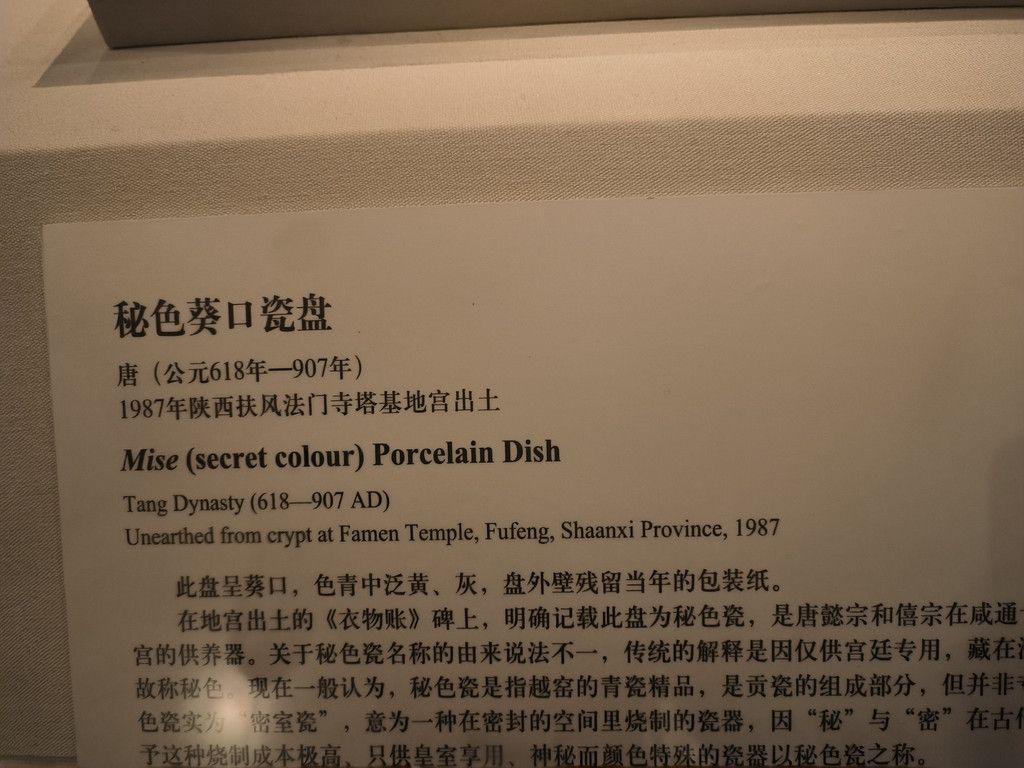 秘色葵口瓷盘
唐（公元618年—907年）
1987年陕西扶风法门寺塔基地宫出土
Mise (secret colour) Porcelain Dish
Tang Dynasty (618—907 AD)
Unearthed from crypt at Famen Temple, Fufeng, Shaanxi Province, 1987
此盘呈葵口，色青中泛黄、灰，盘外壁残留当年的包装纸。
在地宫出土的《衣物账》碑上，明确记载此盘为秘色瓷，是唐懿宗和僖宗在咸通
宫的供养器。关于秘色瓷名称的由来说法不一，传统的解释是因仅供宫廷专用，藏在
故称秘色。现在一般认为，秘色瓷是指越窑的青瓷精品，是贡瓷的组成部分，但并非
色瓷实为“密室瓷”，意为一种在密封的空间里烧制的瓷器，因“秘”与“密”在古
予这种烧制成本极高、只供皇室享用、神秘而颜色特殊的瓷器以秘色瓷之称。